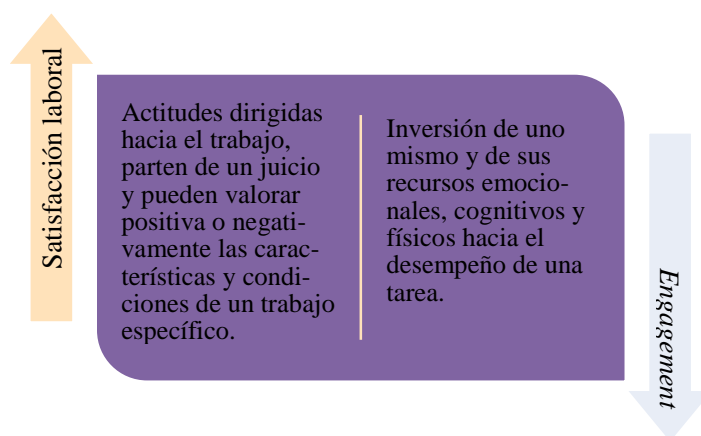 Satisfacción laboral
Actitudes dirigidas
hacia el trabajo,
parten de un juicio
y pueden valorar
positiva o negati-
vamente las carac-
terísticas y condi-
ciones de un trabajo
específico.
Inversión de uno
mismo y de sus
recursos emocio-
nales, cognitivos y
físicos hacia el
desempeño de una
tarea.
Engagement